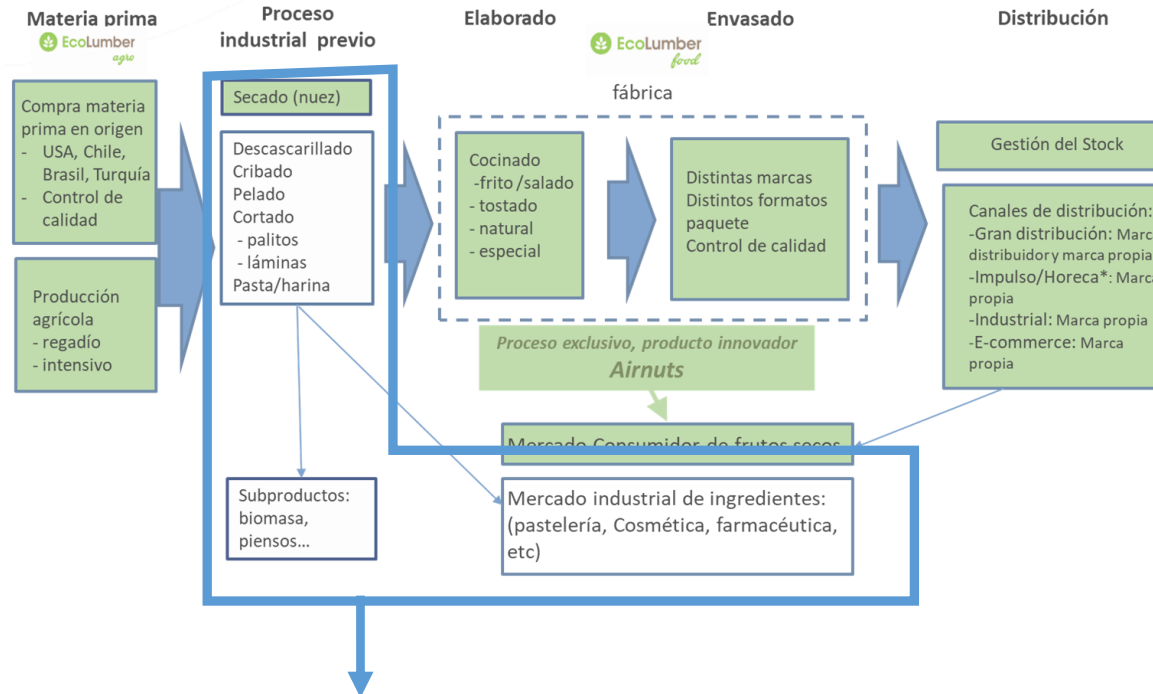 Materia prima
EcoLumber
agro
Proceso
industrial previo
Elaborado
Envasado
EcoLumber
food
Distribución
fábrica
Compra materia
prima en origen
- USA, Chile,
Brasil, Turquía
- Control de
calidad
Producción
agrícola
- regadío
- intensivo
Secado (nuez)
Descascarillado
Cribado
Pelado
Cortado
- palitos
- láminas
Pasta/harina
Cocinado
-frito/salado
- tostado
- natural
- especial
Distintas marcas
Distintos formatos
paquete
Control de calidad
Gestión del Stock
Canales de distribución:
-Gran distribución: Marc
distribuidor y marca propia
-Impulso/Horeca*: Marca
propia
-Industrial: Marca propia
-E-commerce: Marca
propia
Proceso exclusivo, producto innovador
Airnuts
Mercado Consumidor de frutos secos
Subproductos:
biomasa,
piensos...
Mercado industrial de ingredientes:
(pastelería, Cosmética, farmacéutica,
etc)